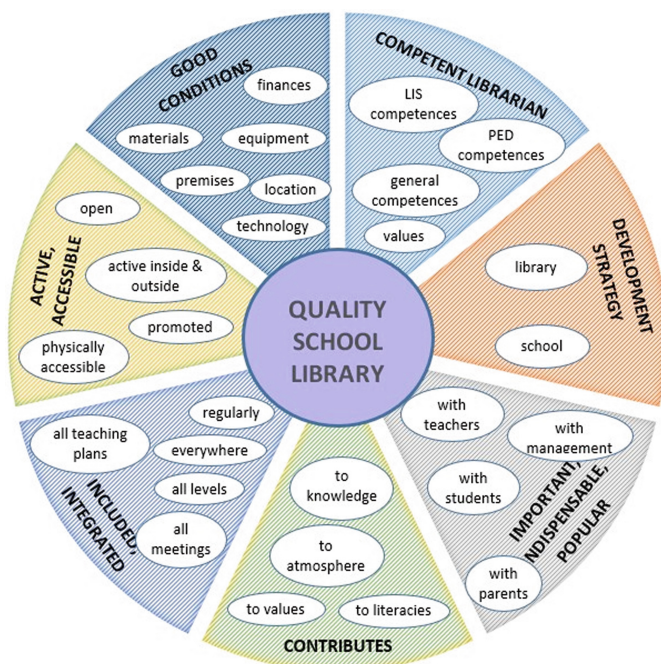 GOOD
CONDITIONS
finances
materials
equipment
premises
location
technology
COMPETENT LIBRARIAN
LIS
competences
PED
competences
general
competences
values
DEVELOPMENT
STRATEGY
library
school
IMPORTANT,
NDISPENSABLE,
POPULAR
with
teachers
with
management
with
students
with
parents
CONTRIBUTES
to
knowledge
to
atmosphere
to values
to literacies
INCLUDED,
INTEGRATED
regularly
all teaching
plans
everywhere
all levels
all
meetings
ACTIVE,
ACCESSIBLE
open
active inside &
outside
promoted
physically
accessible
QUALITY
SCHOOL
LIBRARY